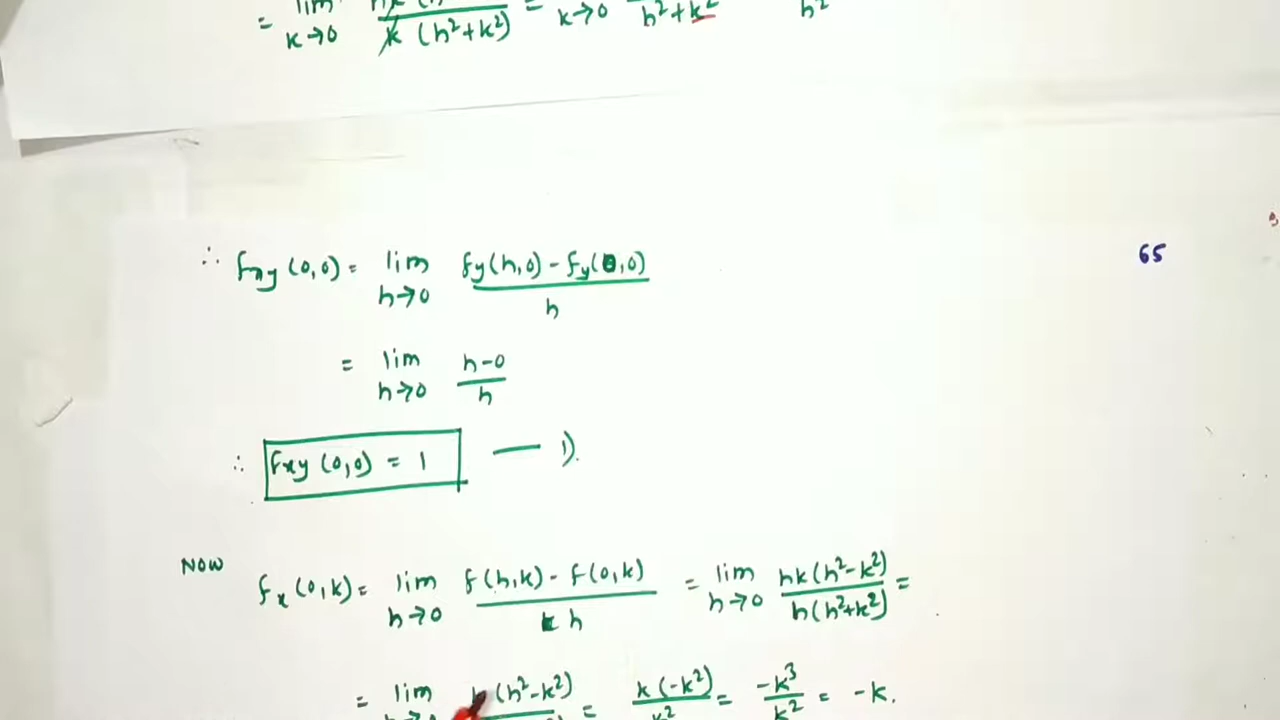 = lim k→0 k (h²+k²) = k→0 h²+k² h²
65
∴ fxy (0,0) = lim h→0 fy(h,0) - fy(0,0) / h
= lim h→0 h-0 / h
∴ fxy (0,0) = 1 — 1).
NOW fx (0,k) = lim h→0 f(h,k) - f(0,k) / h = lim h→0 hk(h²-k²) / h(h²+k²) =
= lim (h²-k²) = k(-k²) / k² = -k³ / k² = -k.